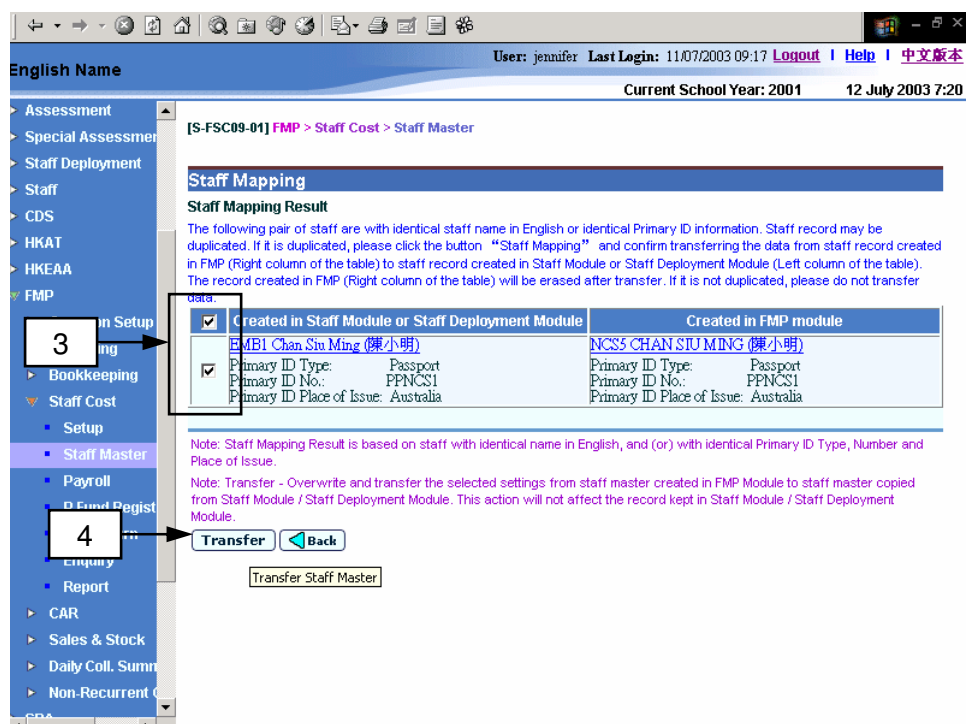 User: jennifer Last Login: 11/07/2003 09:17 Logout | Help | 中文版本
English Name
Current School Year: 2001 12 July 2003 7:20
Assessment
Special Assessmen
Staff Deployment
Staff
CDS
HKAT
HKEAA
FMP
on Setup
ing
Bookkeeping
Staff Cost
Setup
Staff Master
Payroll
P.Fund Regist
rn
Enquiry
Report
CAR
Sales & Stock
Daily Coll. Summ
Non-Recurrent
3
4
[S-FSC09-01] FMP > Staff Cost > Staff Master
Staff Mapping
Staff Mapping Result
The following pair of staff are with identical staff name in English or identical Primary ID information. Staff record may be
duplicated. If it is duplicated, please click the button “Staff Mapping” and confirm transferring the data from staff record created
in FMP (Right column of the table) to staff record created in Staff Module or Staff Deployment Module (Left column of the table).
The record created in FMP (Right column of the table) will be erased after transfer. If it is not duplicated, please do not transfer
data.
Created in Staff Module or Staff Deployment Module Created in FMP module
EMB1 Chan Siu Ming (陳小明) NCS5 CHAN SIU MING (陳小明)
Primary ID Type: Passport Primary ID Type: Passport
Primary ID No.: PPNCS1 Primary ID No.: PPNCS1
Primary ID Place of Issue: Australia Primary ID Place of Issue: Australia
Note: Staff Mapping Result is based on staff with identical name in English, and (or) with identical Primary ID Type, Number and
Place of Issue.
Note: Transfer - Overwrite and transfer the selected settings from staff master created in FMP Module to staff master copied
from Staff Module / Staff Deployment Module. This action will not affect the record kept in Staff Module / Staff Deployment
Module.
Transfer Back
Transfer Staff Master